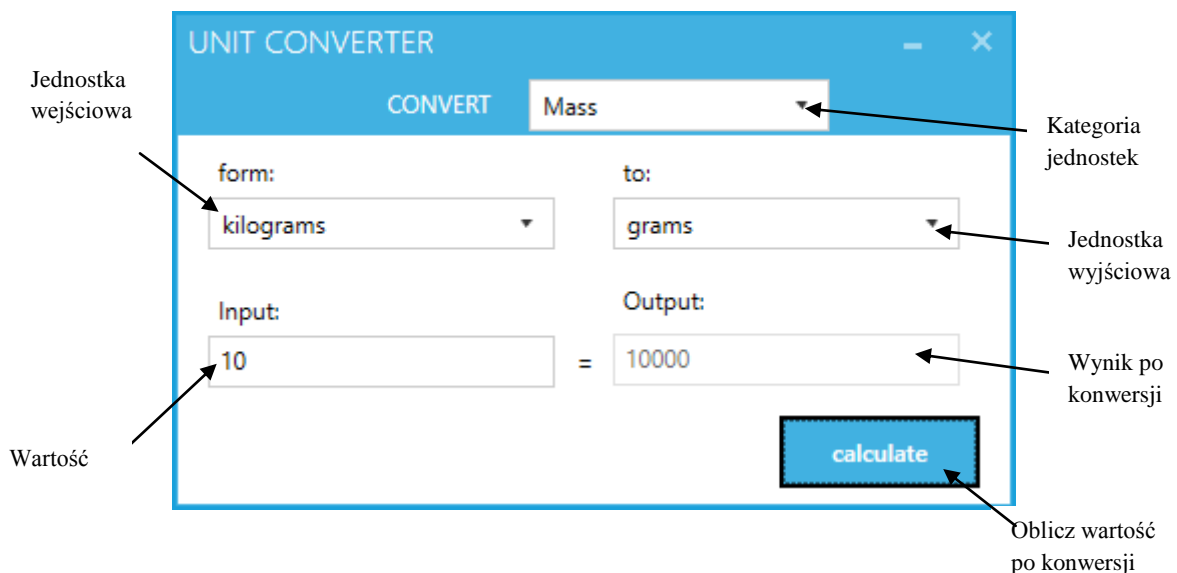 UNIT CONVERTER
Jednostka
wejściowa
CONVERT Mass
Kategoria
jednostek
form: to:
kilograms grams
Jednostka
wyjściowa
Input: Output:
10 = 10000
Wynik po
konwersji
Wartość
calculate
Oblicz wartość
po konwersji